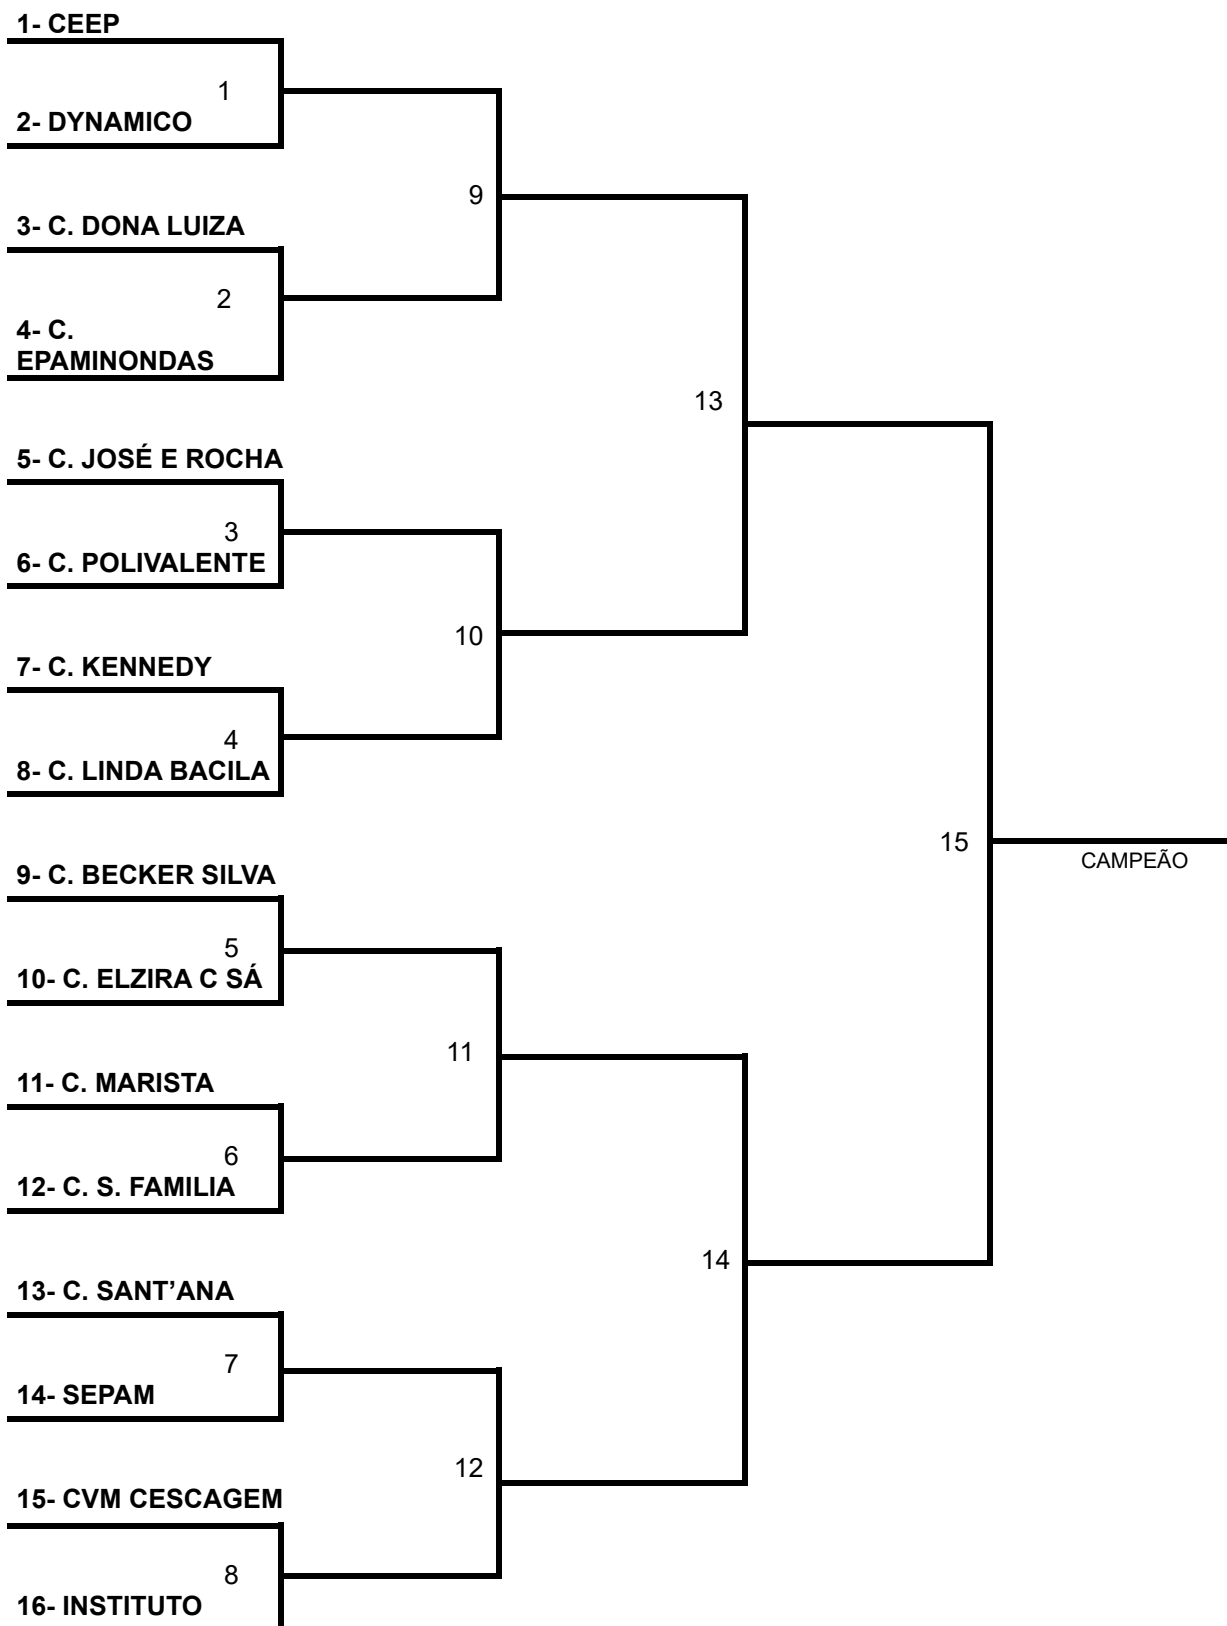 1- CEEP
1
2- DYNAMICO
9
3- C. DONA LUIZA
2
4- C.
EPAMINONDAS
13
5- C. JOSÉ E ROCHA
3
6- C. POLIVALENTE
10
7- C. KENNEDY
4
8- C. LINDA BACILA
15
CAMPEÃO
9- C. BECKER SILVA
5
10- C. ELZIRA C SÁ
11
11- C. MARISTA
6
12- C. S. FAMILIA
14
13- C. SANT’ANA
7
14- SEPAM
12
15- CVM CESCAGEM
8
16- INSTITUTO